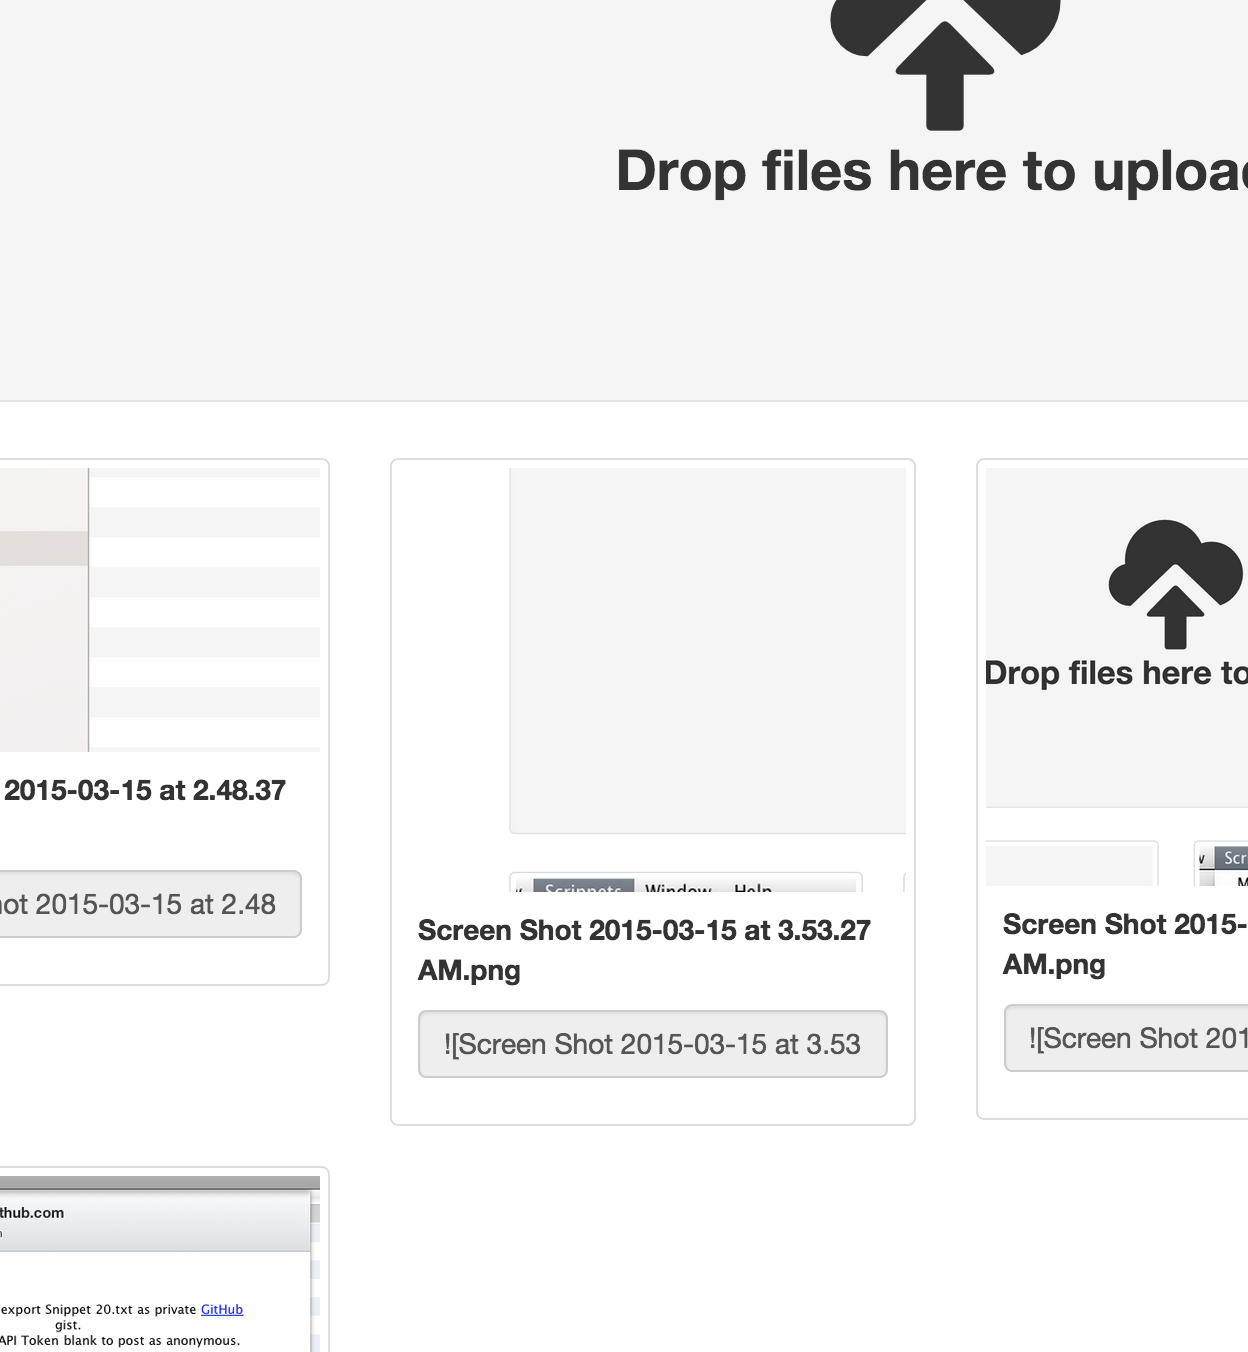 Drop files here to uploa
2015-03-15 at 2.48.37
ot 2015-03-15 at 2.48
Scrippets Window Help
Screen Shot 2015-03-15 at 3.53.27
AM.png
![Screen Shot 2015-03-15 at 3.53
Drop files here to
Scr
M
Screen Shot 2015-
AM.png
![Screen Shot 201
thub.com
export Snippet 20.txt as private GitHub
gist.
API Token blank to post as anonymous.